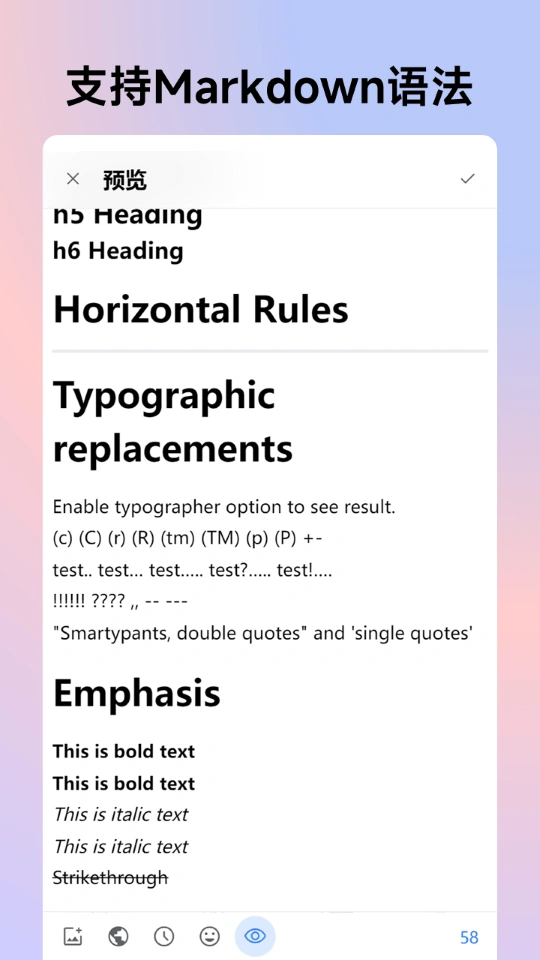 支持Markdown语法
预览
h5 Heading
h6 Heading
Horizontal Rules
Typographic
replacements
Enable typographer option to see result.
(c) (C) (r) (R) (tm) (TM) (p) (P) +-
test.. test... test..... test?..... test!....
!!!!!! ???? ,, -- ---
"Smartypants, double quotes" and 'single quotes'
Emphasis
This is bold text
This is bold text
This is italic text
This is italic text
Strikethrough
58